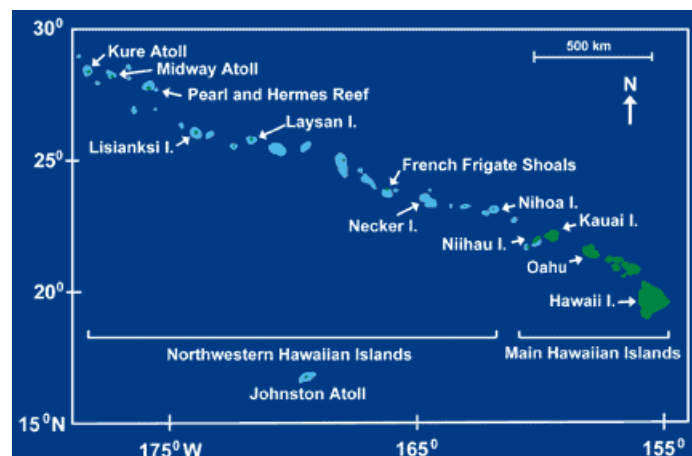 30⁰
Kure Atoll
500 km
Midway Atoll
N
Pearl and Hermes Reef
Laysan I.
Lisianksi I.
25⁰
French Frigate Shoals
Nihoa I.
Necker I.
Kauai I.
Niihau I.
Oahu
20⁰
Hawaii I.
Northwestern Hawaiian Islands
Main Hawaiian Islands
Johnston Atoll
15⁰N
175⁰W
165⁰
155⁰